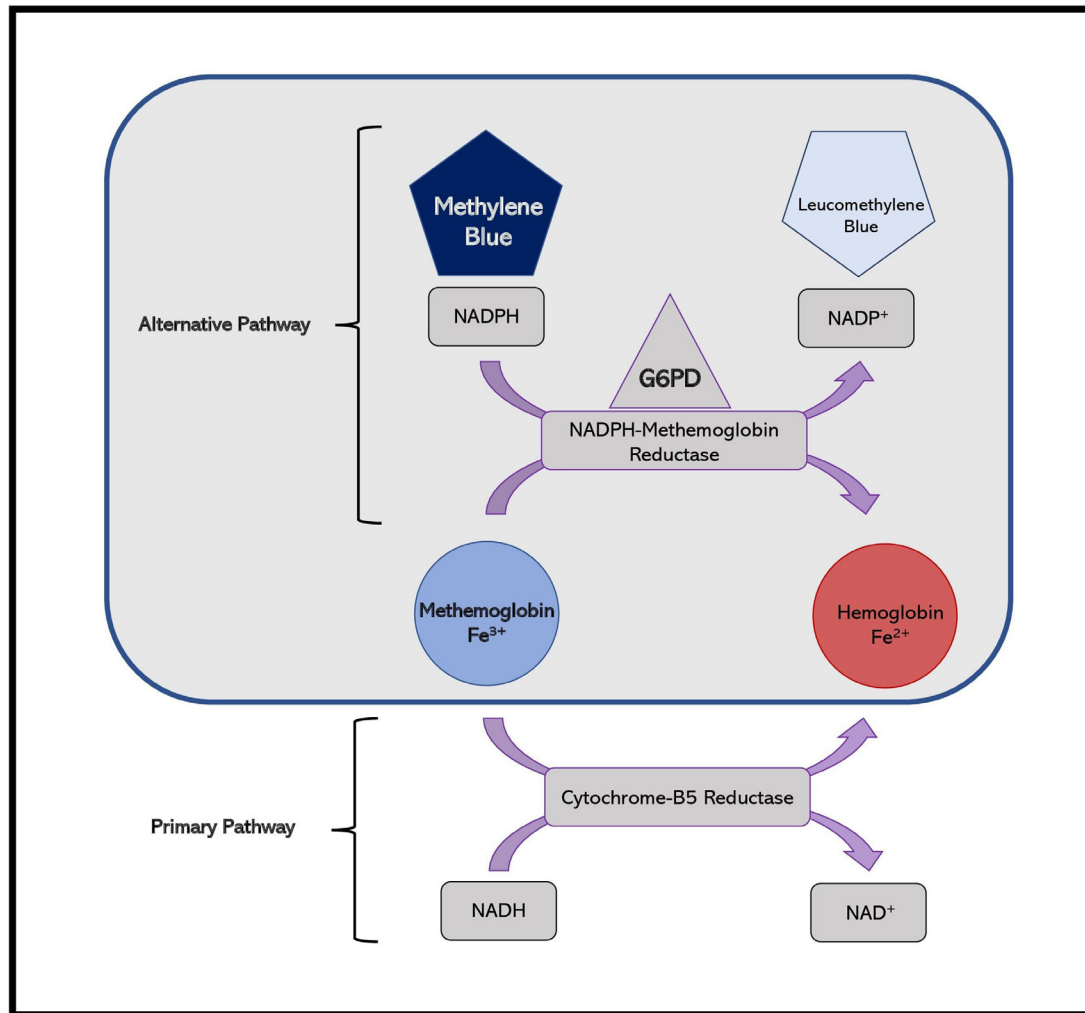 Methylene
Blue
Leucomethylene
Blue
NADPH
NADP⁺
Alternative Pathway
G6PD
NADPH-Methemoglobin
Reductase
Methemoglobin
Fe³⁺
Hemoglobin
Fe²⁺
Cytochrome-B5 Reductase
Primary Pathway
NADH
NAD⁺